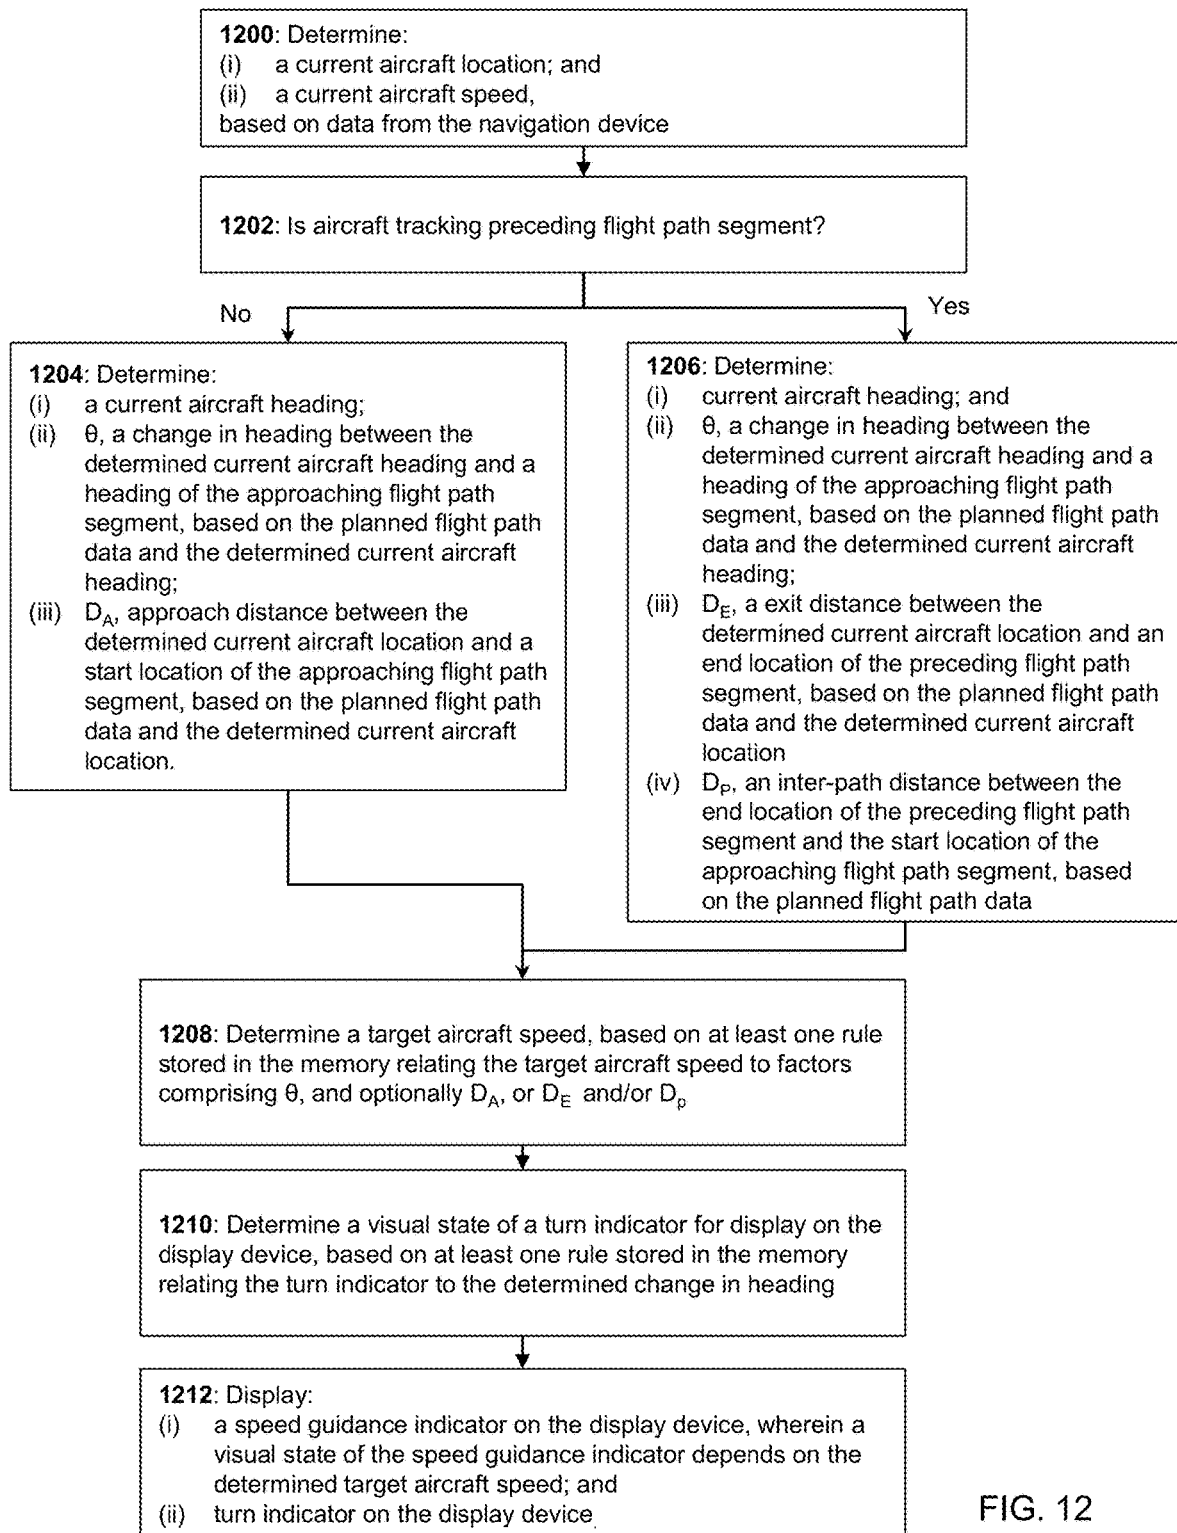 1200: Determine:
(i) a current aircraft location; and
(ii) a current aircraft speed,
based on data from the navigation device
1202: Is aircraft tracking preceding flight path segment?
No
Yes
1204: Determine:
(i) a current aircraft heading;
(ii) θ, a change in heading between the
determined current aircraft heading and a
heading of the approaching flight path
segment, based on the planned flight path
data and the determined current aircraft
heading;
(iii) D_A, approach distance between the
determined current aircraft location and a
start location of the approaching flight path
segment, based on the planned flight path
data and the determined current aircraft
location.
1206: Determine:
(i) current aircraft heading; and
(ii) θ, a change in heading between the
determined current aircraft heading and a
heading of the approaching flight path
segment, based on the planned flight path
data and the determined current aircraft
heading;
(iii) D_E, a exit distance between the
determined current aircraft location and an
end location of the preceding flight path
segment, based on the planned flight path
data and the determined current aircraft
location
(iv) D_P, an inter-path distance between the
end location of the preceding flight path
segment and the start location of the
approaching flight path segment, based
on the planned flight path data
1208: Determine a target aircraft speed, based on at least one rule
stored in the memory relating the target aircraft speed to factors
comprising θ, and optionally D_A, or D_E and/or D_p
1210: Determine a visual state of a turn indicator for display on the
display device, based on at least one rule stored in the memory
relating the turn indicator to the determined change in heading
1212: Display:
(i) a speed guidance indicator on the display device, wherein a
visual state of the speed guidance indicator depends on the
determined target aircraft speed; and
(ii) turn indicator on the display device.
FIG. 12